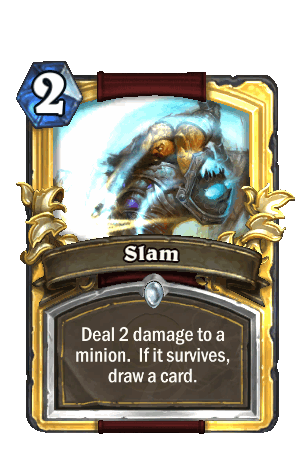 2
Slam
Deal 2 damage to a
minion. If it survives,
draw a card.